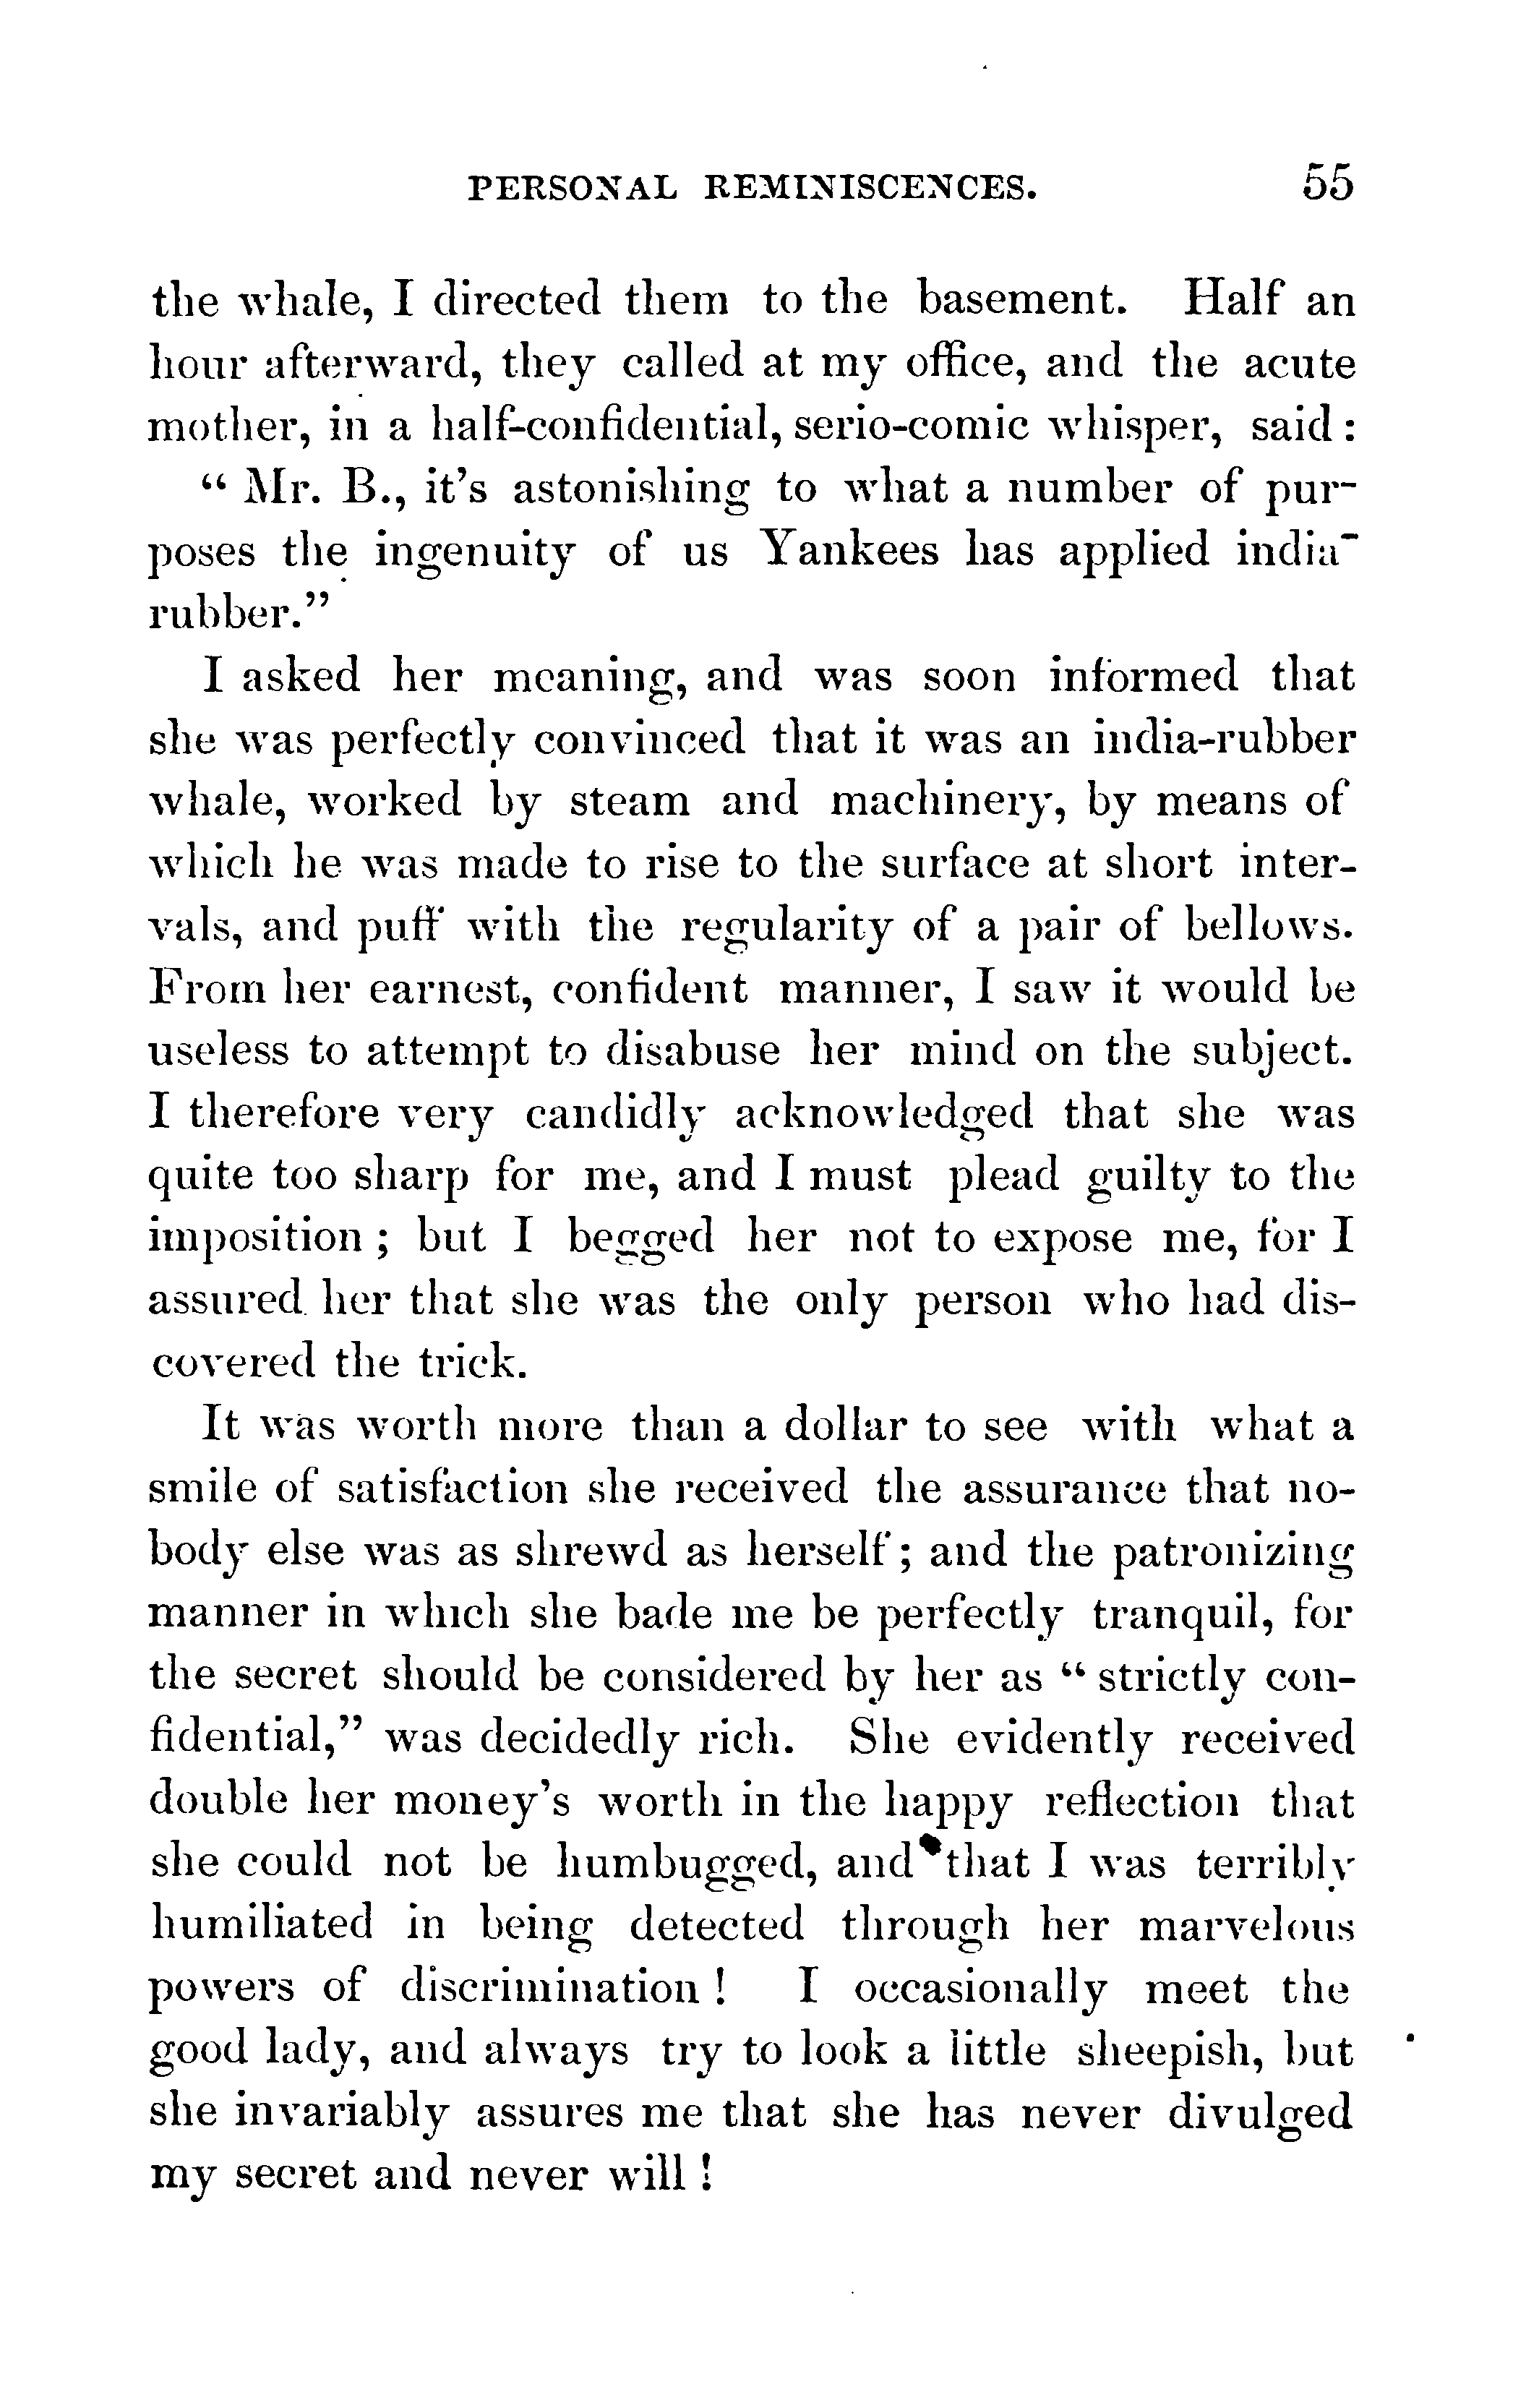 PERSONAL REMINISCENCES. 55
the whale, I directed them to the basement. Half an
hour afterward, they called at my office, and the acute
mother, in a half-confidential, serio-comic whisper, said :
“ Mr. B., it’s astonishing to what a number of pur-
poses the ingenuity of us Yankees has applied india-
rubber.”
I asked her meaning, and was soon informed that
she was perfectly convinced that it was an india-rubber
whale, worked by steam and machinery, by means of
which he was made to rise to the surface at short inter-
vals, and puff with the regularity of a pair of bellows.
From her earnest, confident manner, I saw it would be
useless to attempt to disabuse her mind on the subject.
I therefore very candidly acknowledged that she was
quite too sharp for me, and I must plead guilty to the
imposition ; but I begged her not to expose me, for I
assured her that she was the only person who had dis-
covered the trick.
It was worth more than a dollar to see with what a
smile of satisfaction she received the assurance that no-
body else was as shrewd as herself ; and the patronizing
manner in which she bade me be perfectly tranquil, for
the secret should be considered by her as “ strictly con-
fidential,” was decidedly rich. She evidently received
double her money’s worth in the happy reflection that
she could not be humbugged, and that I was terribly
humiliated in being detected through her marvelous
powers of discrimination ! I occasionally meet the
good lady, and always try to look a little sheepish, but
she invariably assures me that she has never divulged
my secret and never will !